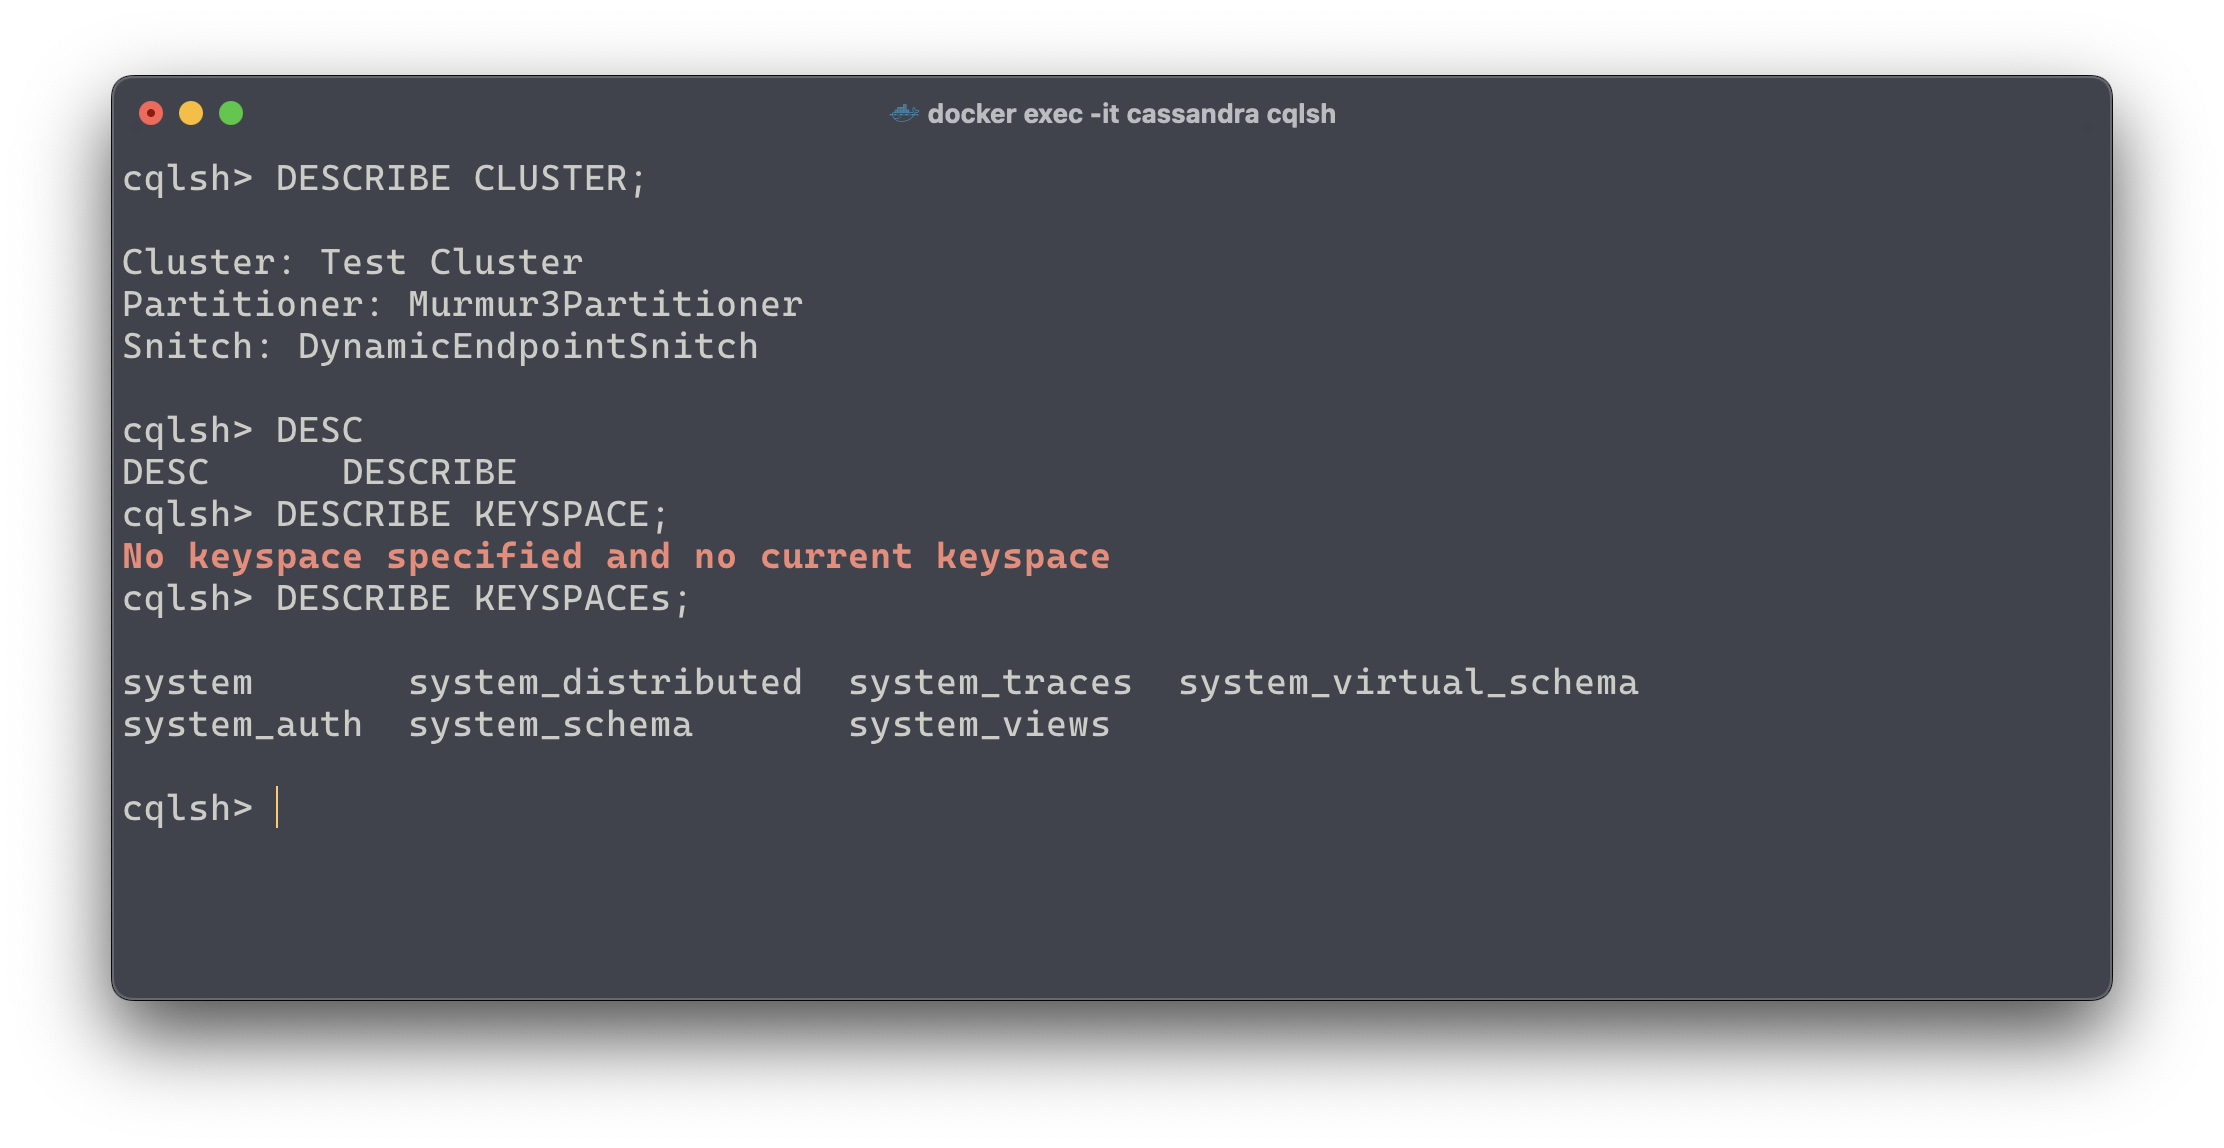 docker exec -it cassandra cqlsh
cqlsh> DESCRIBE CLUSTER;
Cluster: Test Cluster
Partitioner: Murmur3Partitioner
Snitch: DynamicEndpointSnitch
cqlsh> DESC
DESC      DESCRIBE
cqlsh> DESCRIBE KEYSPACE;
No keyspace specified and no current keyspace
cqlsh> DESCRIBE KEYSPACEs;
system       system_distributed  system_traces  system_virtual_schema
system_auth  system_schema       system_views
cqlsh>